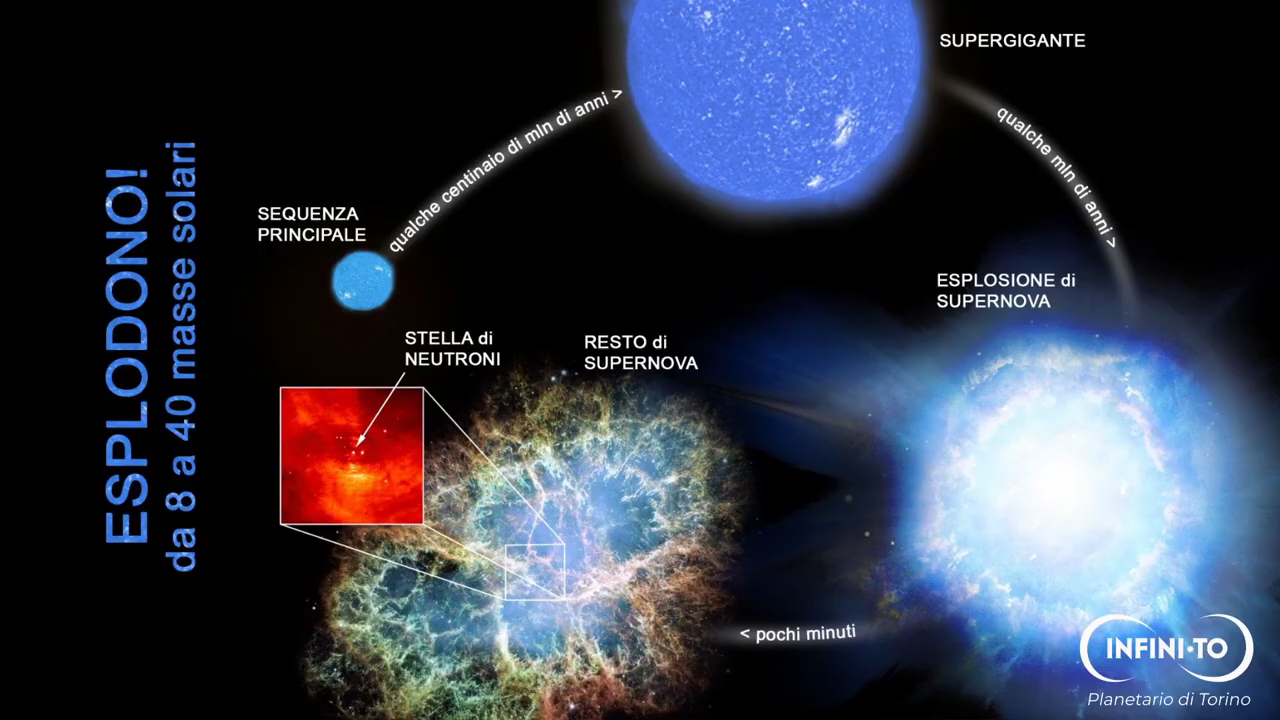 ESPLODONO!
da 8 a 40 masse solari
SUPERGIGANTE
qualche centinaio di mln di anni >
qualche mln di anni >
SEQUENZA
PRINCIPALE
ESPLOSIONE di
SUPERNOVA
STELLA di
NEUTRONI
RESTO di
SUPERNOVA
< pochi minuti
INFINI•TO
Planetario di Torino